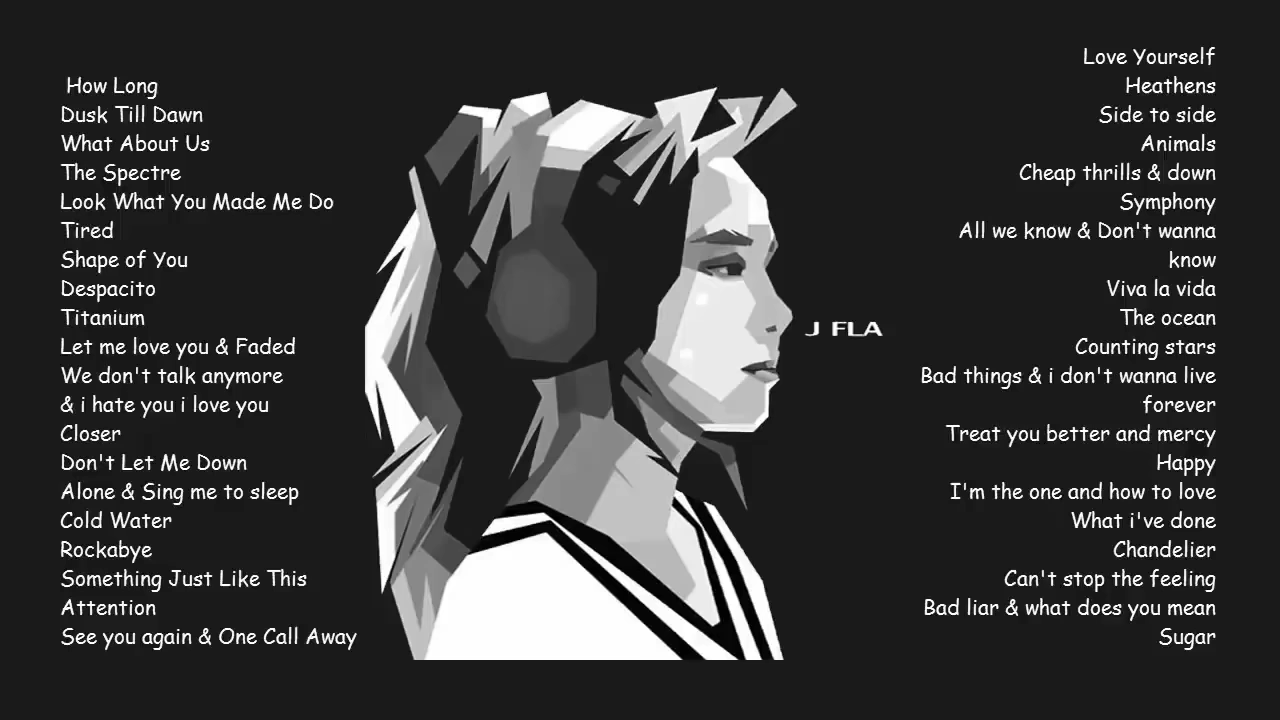 How Long
Dusk Till Dawn
What About Us
The Spectre
Look What You Made Me Do
Tired
Shape of You
Despacito
Titanium
Let me love you & Faded
We don't talk anymore
& i hate you i love you
Closer
Don't Let Me Down
Alone & Sing me to sleep
Cold Water
Rockabye
Something Just Like This
Attention
See you again & One Call Away
J FLA
Love Yourself
Heathens
Side to side
Animals
Cheap thrills & down
Symphony
All we know & Don't wanna
know
Viva la vida
The ocean
Counting stars
Bad things & i don't wanna live
forever
Treat you better and mercy
Happy
I'm the one and how to love
What i've done
Chandelier
Can't stop the feeling
Bad liar & what does you mean
Sugar